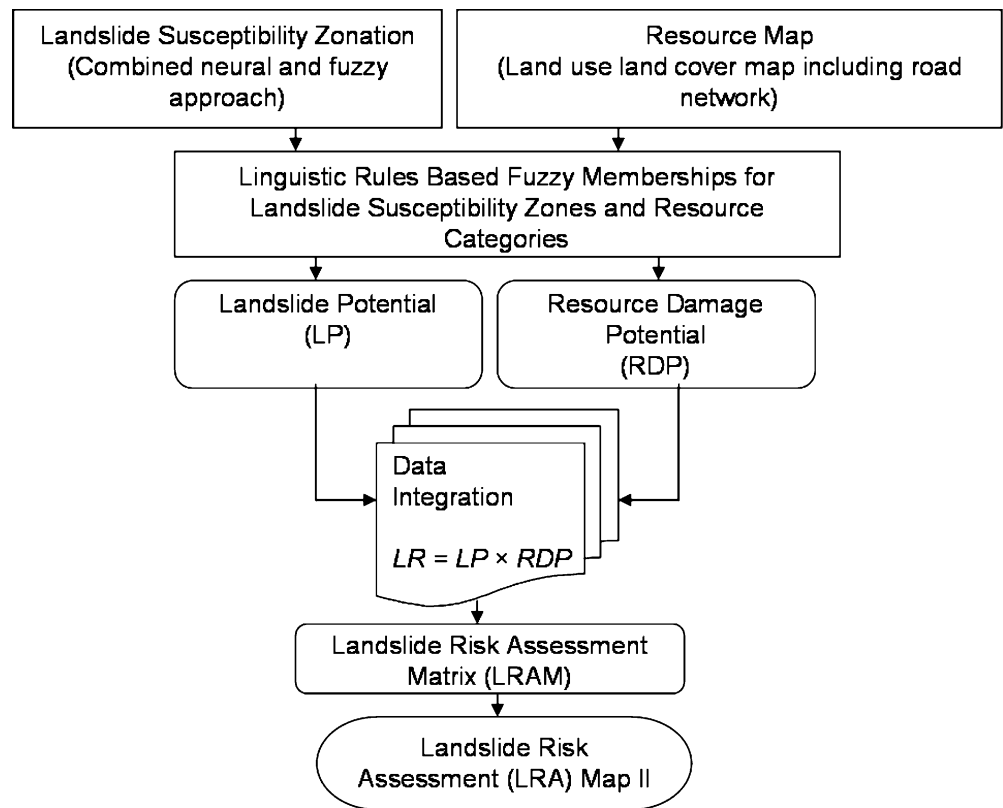 Landslide Susceptibility Zonation
(Combined neural and fuzzy
approach)
Resource Map
(Land use land cover map including road
network)
Linguistic Rules Based Fuzzy Memberships for
Landslide Susceptibility Zones and Resource
Categories
Landslide Potential
(LP)
Resource Damage
Potential
(RDP)
Data
Integration
LR = LP × RDP
Landslide Risk Assessment
Matrix (LRAM)
Landslide Risk
Assessment (LRA) Map II